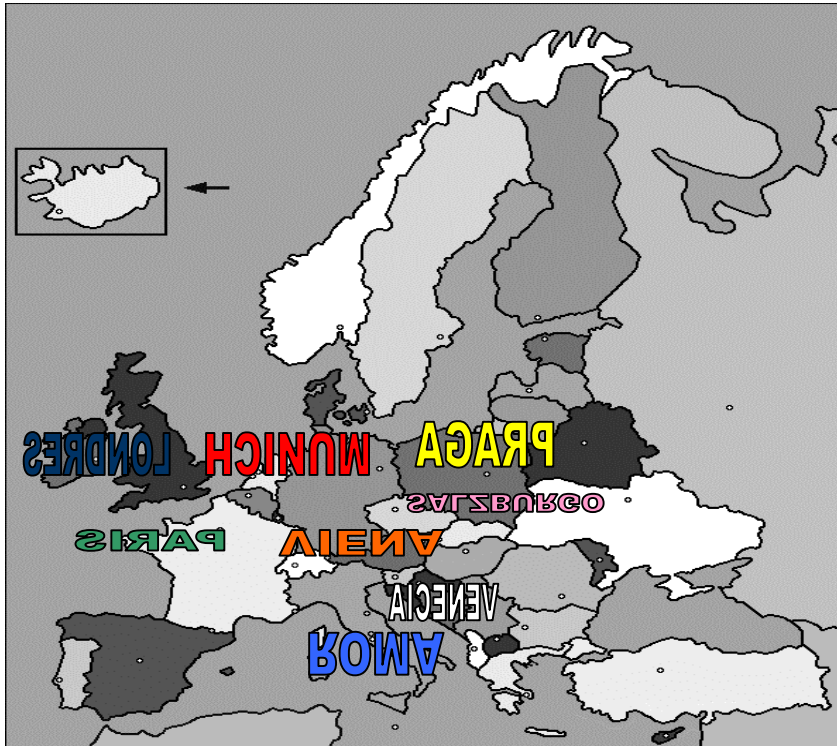 LONDRES
MUNICH
PRAGA
SALZBURGO
PARIS
VIENA
VENECIA
ROMA